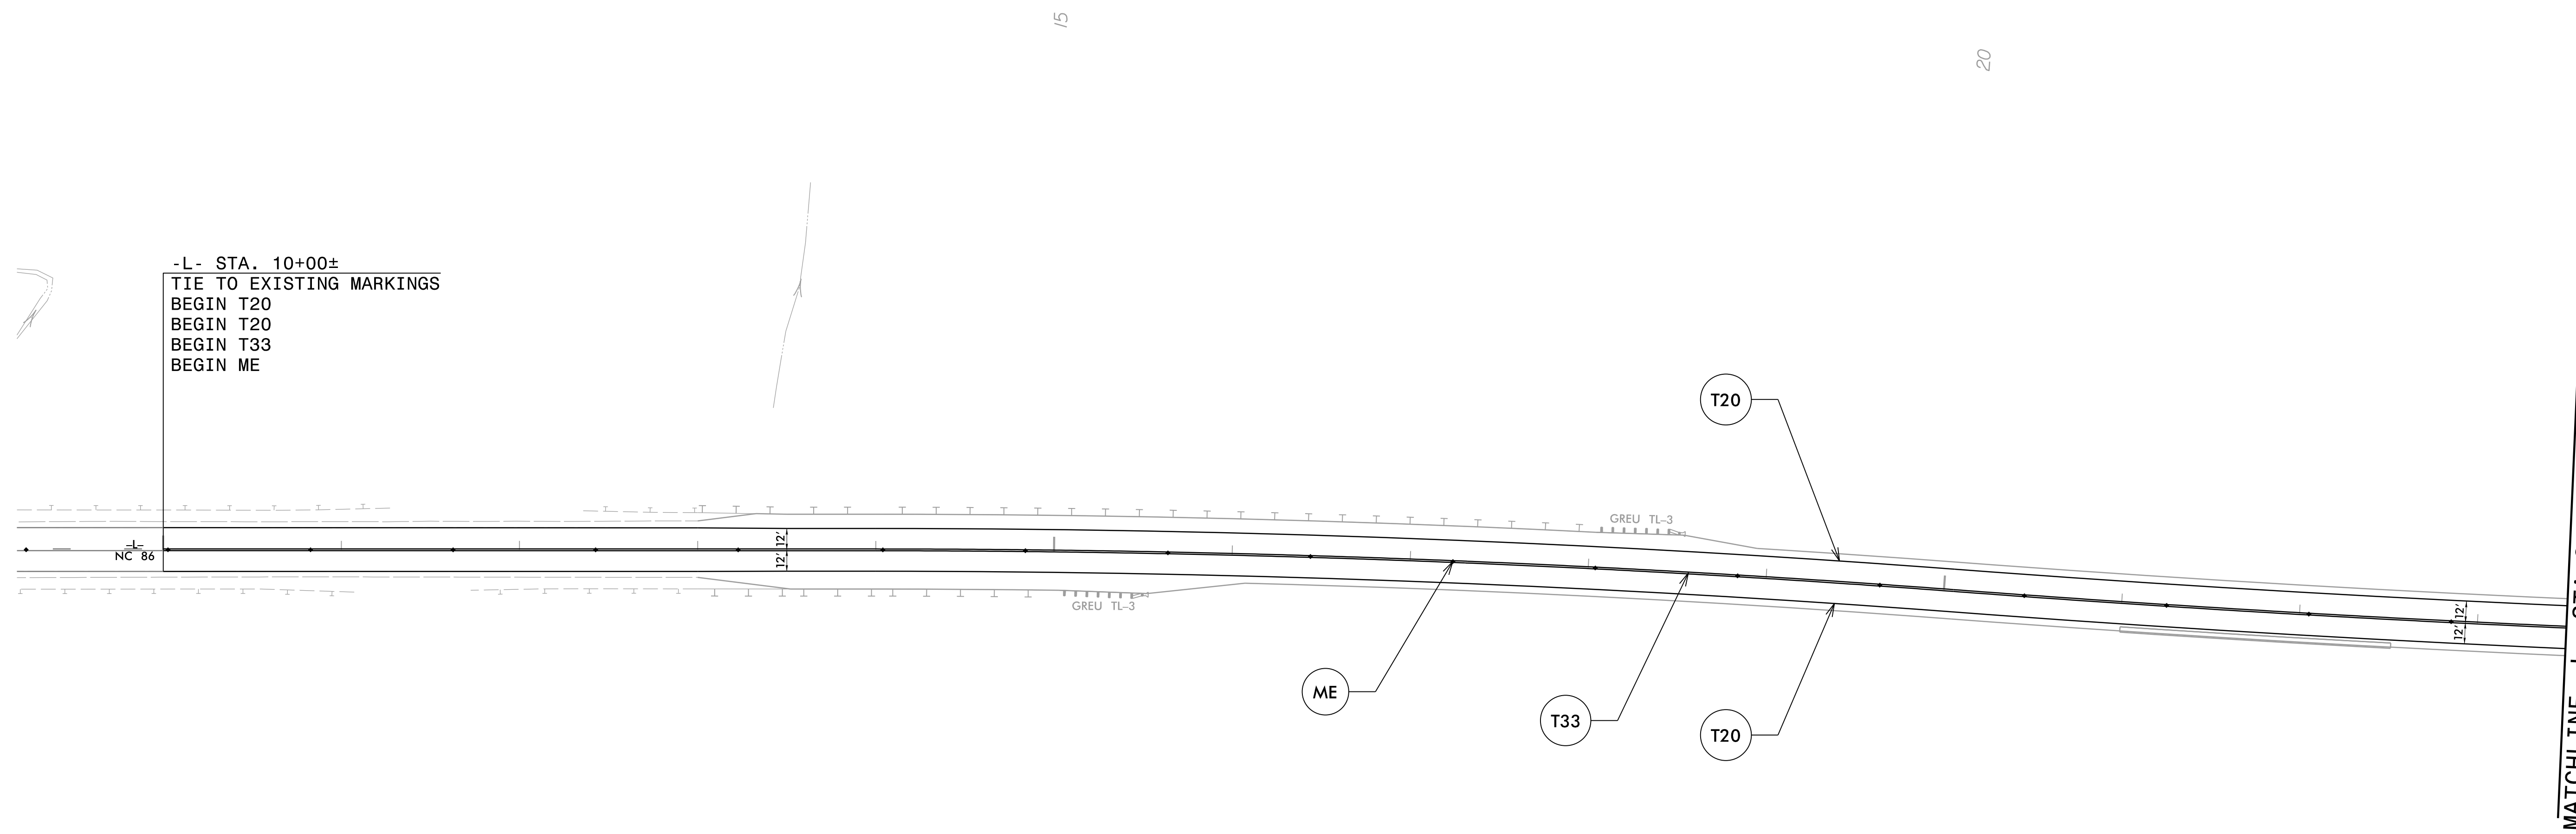 15
20
-L- STA. 10+00±
TIE TO EXISTING MARKINGS
BEGIN T20
BEGIN T20
BEGIN T33
BEGIN ME
T20
GREU TL-3
-L-
NC 86
12'
12'
GREU TL-3
12'
12'
ME
T33
T20
MATCHLINE